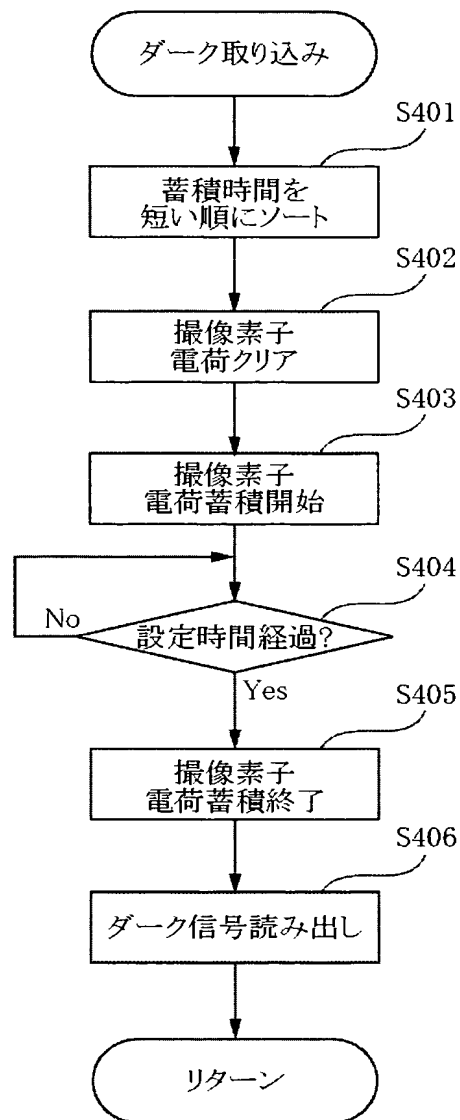 ダーク取り込み
S401
蓄積時間を
短い順にソート
S402
撮像素子
電荷クリア
S403
撮像素子
電荷蓄積開始
S404
No
設定時間経過?
Yes
S405
撮像素子
電荷蓄積終了
S406
ダーク信号読み出し
リターン